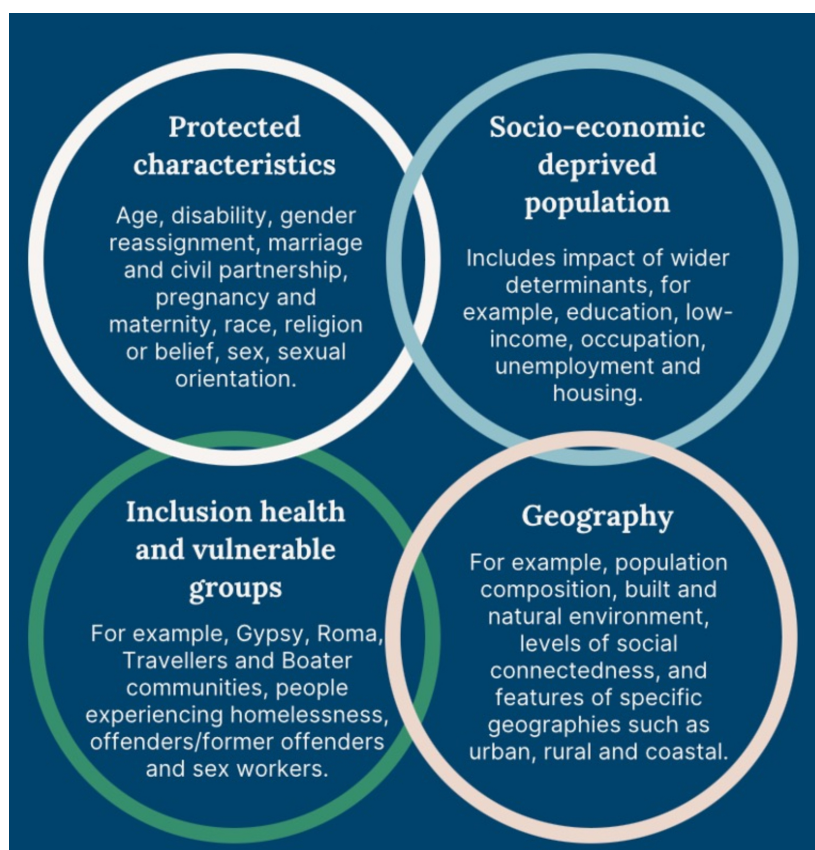 Protected
characteristics
Age, disability, gender
reassignment, marriage
and civil partnership,
pregnancy and
maternity, race, religion
or belief, sex, sexual
orientation.
Socio-economic
deprived
population
Includes impact of wider
determinants, for
example, education, low-
income, occupation,
unemployment and
housing.
Inclusion health
and vulnerable
groups
For example, Gypsy, Roma,
Travellers and Boater
communities, people
experiencing homelessness,
offenders/former offenders
and sex workers.
Geography
For example, population
composition, built and
natural environment,
levels of social
connectedness, and
features of specific
geographies such as
urban, rural and coastal.